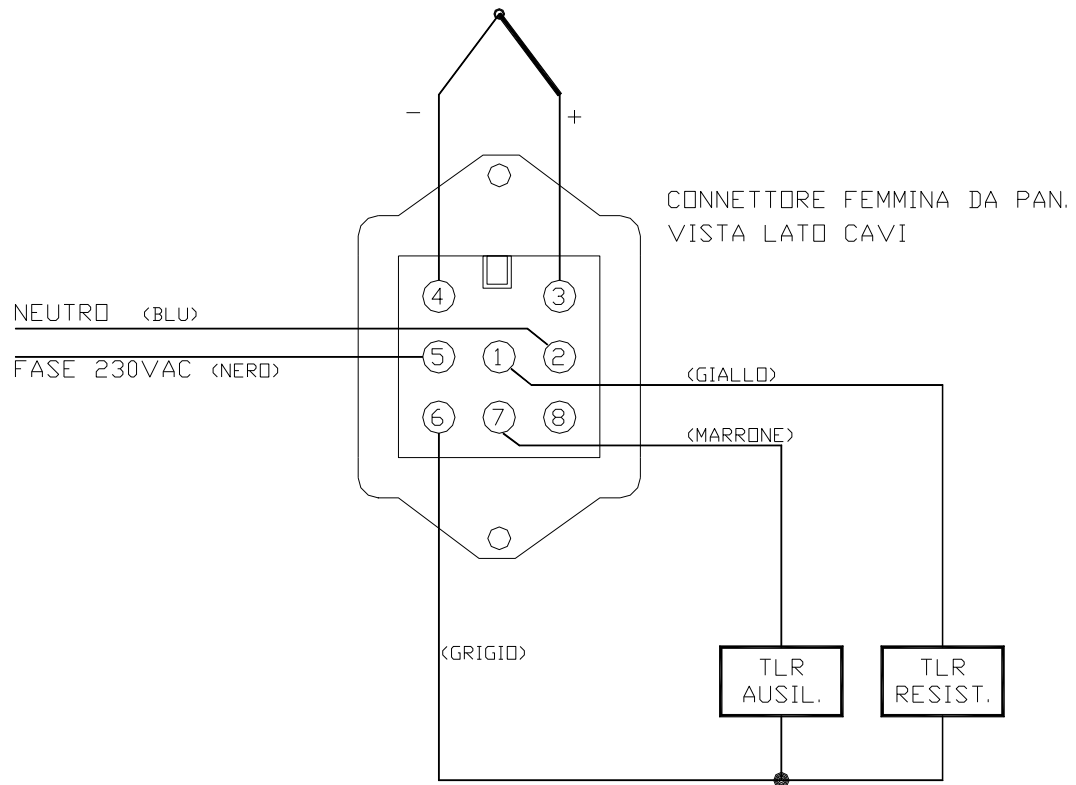 -
+
CONNETTORE FEMMINA DA PAN.
VISTA LATO CAVI
4
3
NEUTRO (BLU)
5
1
2
FASE 230VAC (NERO)
(GIALLO)
6
7
8
(MARRONE)
(GRIGIO)
TLR
AUSIL.
TLR
RESIST.